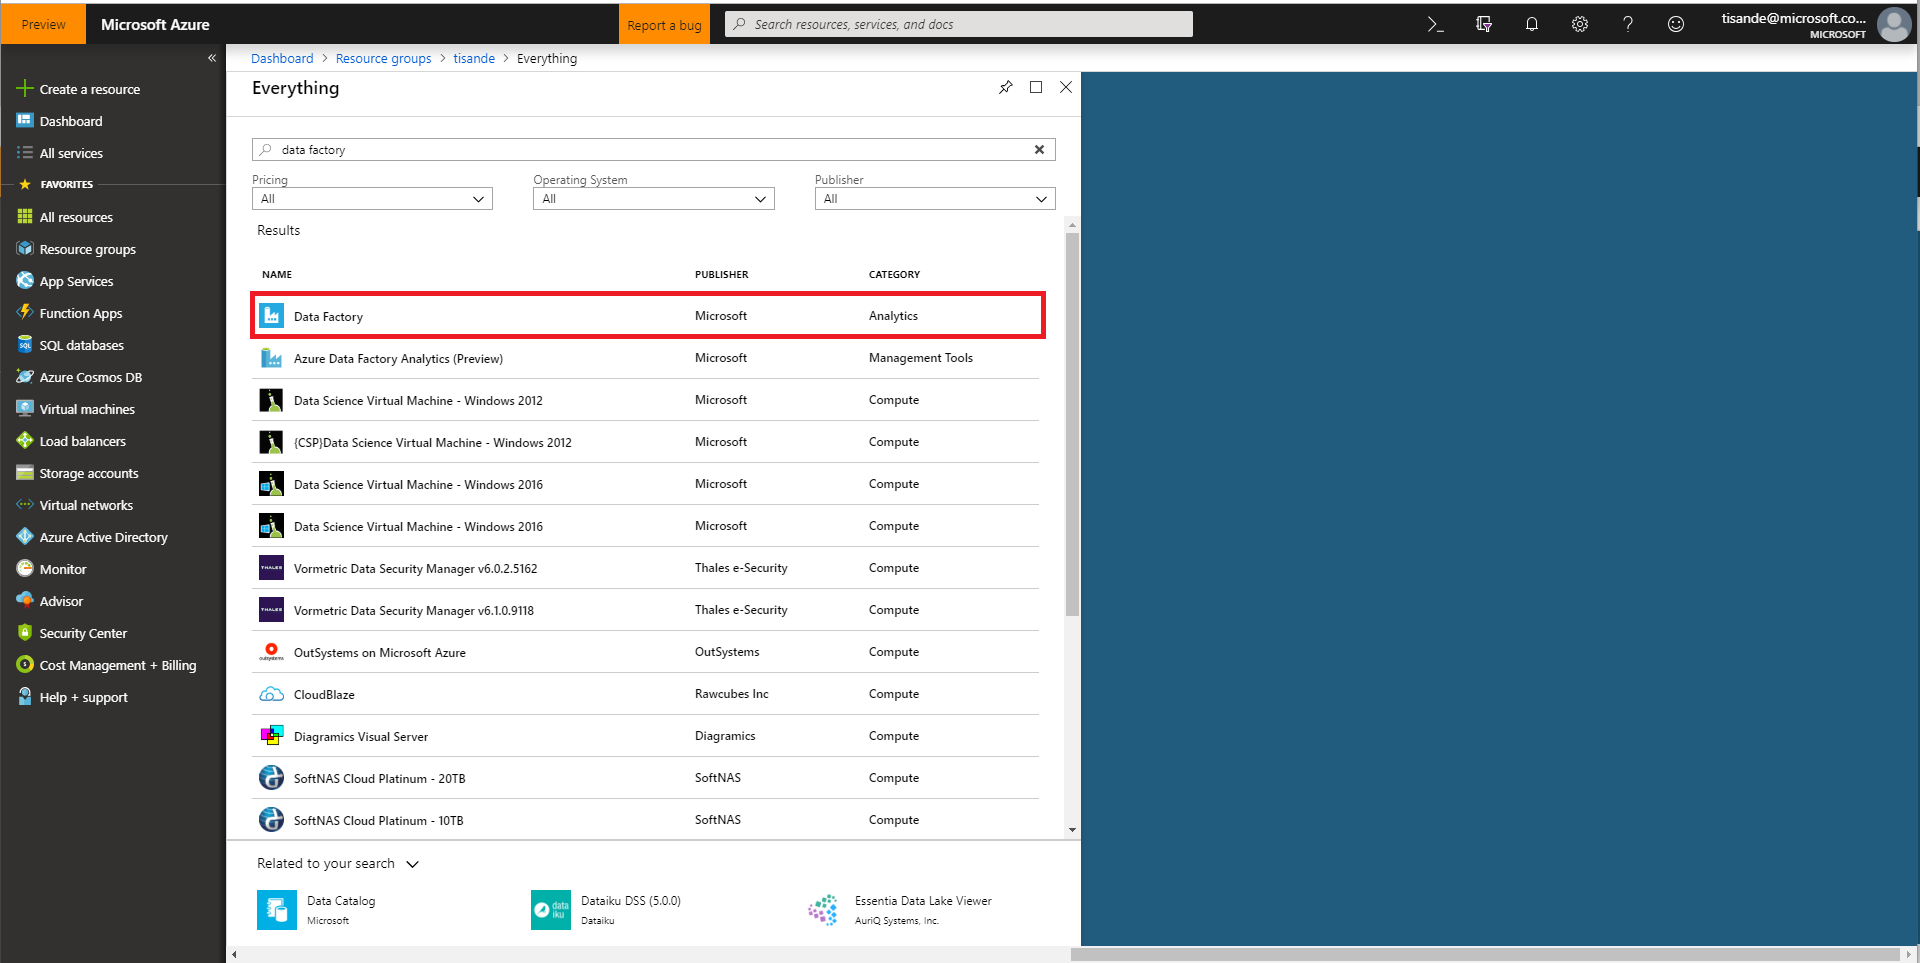 Preview
Microsoft Azure
Report a bug
Search resources, services, and docs
tisande@microsoft.co...
MICROSOFT
Dashboard > Resource groups > tisande > Everything
Create a resource
Dashboard
All services
FAVORITES
All resources
Resource groups
App Services
Function Apps
SQL databases
Azure Cosmos DB
Virtual machines
Load balancers
Storage accounts
Virtual networks
Azure Active Directory
Monitor
Advisor
Security Center
Cost Management + Billing
Help + support
Everything
data factory
Pricing Operating System Publisher
All All All
Results
NAME PUBLISHER CATEGORY
Data Factory Microsoft Analytics
Azure Data Factory Analytics (Preview) Microsoft Management Tools
Data Science Virtual Machine - Windows 2012 Microsoft Compute
{CSP}Data Science Virtual Machine - Windows 2012 Microsoft Compute
Data Science Virtual Machine - Windows 2016 Microsoft Compute
Data Science Virtual Machine - Windows 2016 Microsoft Compute
THALES Vormetric Data Security Manager v6.0.2.5162 Thales e-Security Compute
THALES Vormetric Data Security Manager v6.1.0.9118 Thales e-Security Compute
outsystems OutSystems on Microsoft Azure OutSystems Compute
CloudBlaze Rawcubes Inc Compute
Diagramics Visual Server Diagramics Compute
SoftNAS Cloud Platinum - 20TB SoftNAS Compute
SoftNAS Cloud Platinum - 10TB SoftNAS Compute
Related to your search
Data Catalog
Microsoft
data
iku
Dataiku DSS (5.0.0)
Dataiku
Essentia Data Lake Viewer
AuriQ Systems, Inc.